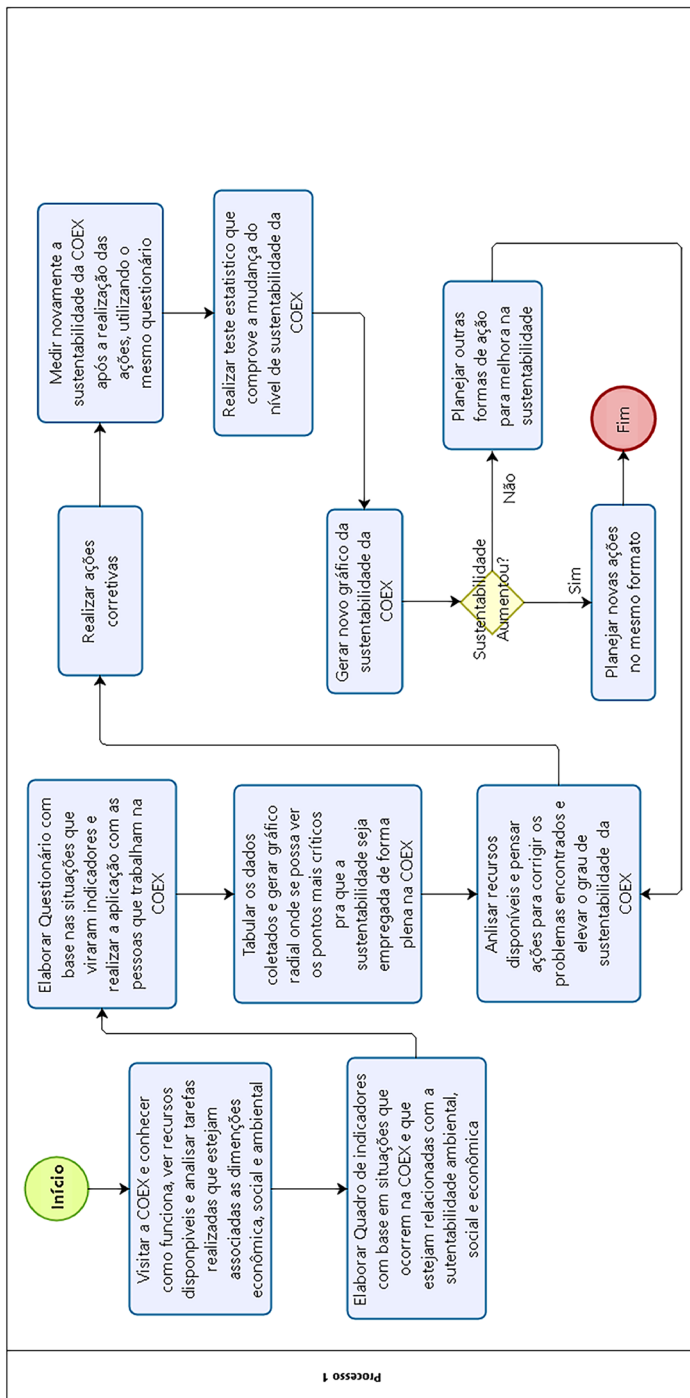 Processo 1
Início
Visitar a COEX e conhecer
como funciona, ver recursos
disponpiveis e analisar tarefas
realizadas que estejam
associadas as dimenções
econômica, social e ambiental
Elaborar Quadro de indicadores
com base em situações que
ocorrem na COEX e que
estejam relacionadas com a
sutentabilidade ambiental,
social e econômica
Elaborar Questionário com
base nas situações que
viraram indicadores e
realizar a aplicação com as
pessoas que trabalham na
COEX
Tabular os dados
coletados e gerar gráfico
radial onde se possa ver
os pontos mais críticos
pra que a
sustentabilidade seja
empregada de forma
plena na COEX
Anlisar recursos
disponíveis e pensar
ações para corrigir os
problemas encontrados e
elevar o grau de
sustentabilidade da
COEX
Realizar ações
corretivas
Medir novamente a
sustentabilidade da COEX
após a realização das
ações, utilizando o
mesmo questionário
Realizar teste estatistico que
comprove a mudança do
nível de sustentabilidade da
COEX
Gerar novo gráfico da
sustentabilidade da
COEX
Sustentabilidade
Aumentou?
Não
Planejar outras
formas de ação
para melhora na
sustentabilidade
Sim
Planejar novas ações
no mesmo formato
Fim